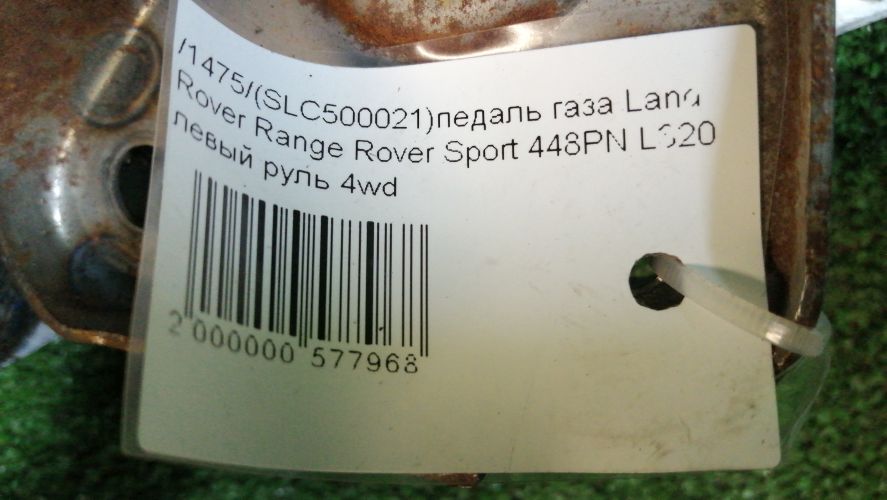 /1475/(SLC500021)педаль газа Land
Rover Range Rover Sport 448PN L320
левый руль 4wd
2 000000 577968